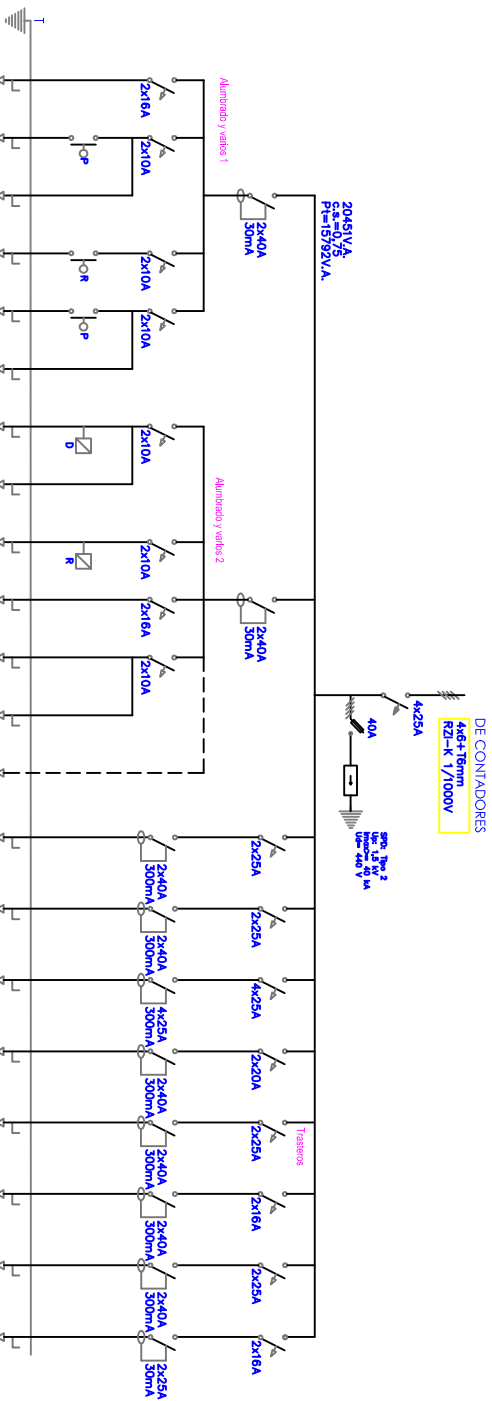 DE CONTADORES
4x6+T6mm
RZI-K 1/1000V
4x25A
40A
SPD: Tipo 2
Up: 1,5 kV
Imax= 40 kA
Ud= 440 V
20451V.A.
C.S.=0,75
Pt=15792V.A.
T
Alumbrado y varios 1
2x40A
30mA
2x16A
2x10A
P
2x10A
R
2x10A
P
Alumbrado y varios 2
2x40A
30mA
2x10A
D
2x10A
R
2x16A
2x10A
2x25A
2x40A
300mA
2x25A
2x40A
300mA
4x25A
4x25A
300mA
2x20A
2x40A
300mA
Trasteros
2x25A
2x40A
300mA
2x16A
2x40A
300mA
2x25A
2x40A
300mA
2x16A
2x25A
30mA